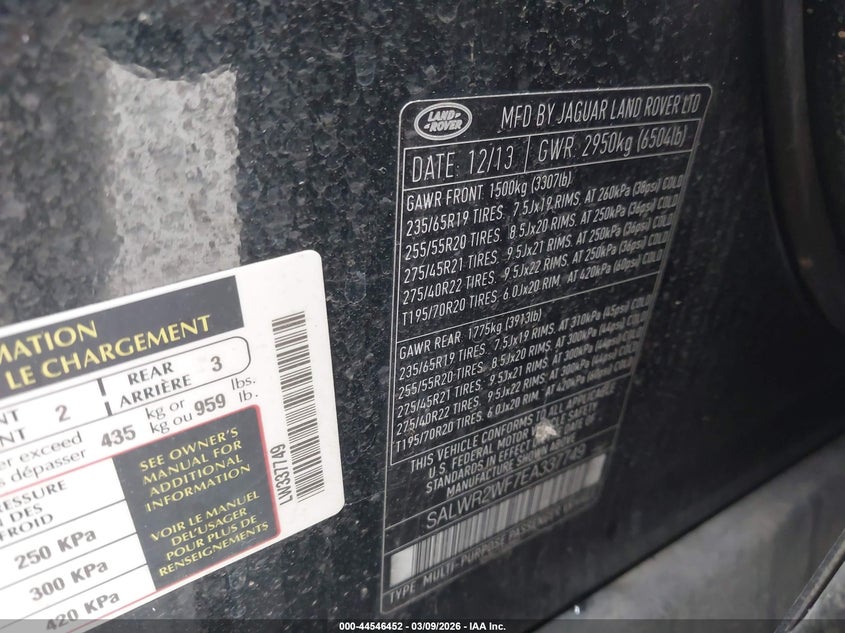 LAND ROVER
MFD BY JAGUAR LAND ROVER LTD
DATE: 12/13 GWR: 2950kg (6504lb)
GAWR FRONT 1500kg (3307lb)
235/65R19 TIRES. 7.5Jx19 RIMS. AT 260kPa (38psi) COLD
255/55R20 TIRES. 8.5Jx20 RIMS. AT 250kPa (36psi) COLD
275/45R21 TIRES. 9.5Jx21 RIMS. AT 250kPa (36psi) COLD
275/40R22 TIRES. 9.5Jx22 RIMS. AT 250kPa (36psi) COLD
T195/70R20 TIRES. 6.0Jx20 RIM. AT 420kPa (60psi) COLD
GAWR REAR 1775kg (3913lb)
235/65R19 TIRES. 7.5Jx19 RIMS. AT 310kPa (45psi) COLD
255/55R20 TIRES. 8.5Jx20 RIMS. AT 300kPa (44psi) COLD
275/45R21 TIRES. 9.5Jx21 RIMS. AT 300kPa (44psi) COLD
275/40R22 TIRES. 9.5Jx22 RIMS. AT 300kPa (44psi) COLD
T195/70R20 TIRES. 6.0Jx20 RIM. AT 420kPa (60psi) COLD
THIS VEHICLE CONFORMS TO ALL APPLICABLE
U.S. FEDERAL MOTOR VEHICLE SAFETY
STANDARDS IN EFFECT ON THE DATE OF
MANUFACTURE SHOWN ABOVE
SALWR2WF7EA337749
TYPE: MULTI-PURPOSE PASSENGER VEHICLE
MATION
LE CHARGEMENT
NT 2 REAR 3
NT ARRIÈRE
er exceed 435 kg or 959 lbs.
s dépasser kg ou lb.
LW337749
RESSURE
N DES
FROID
250 KPa
300 KPa
420 KPa
SEE OWNER'S
MANUAL FOR
ADDITIONAL
INFORMATION
VOIR LE MANUEL
DEL'USAGER
POUR PLUS DE
RENSEIGNEMENTS
000-44546452 - 03/09/2026 - IAA Inc.